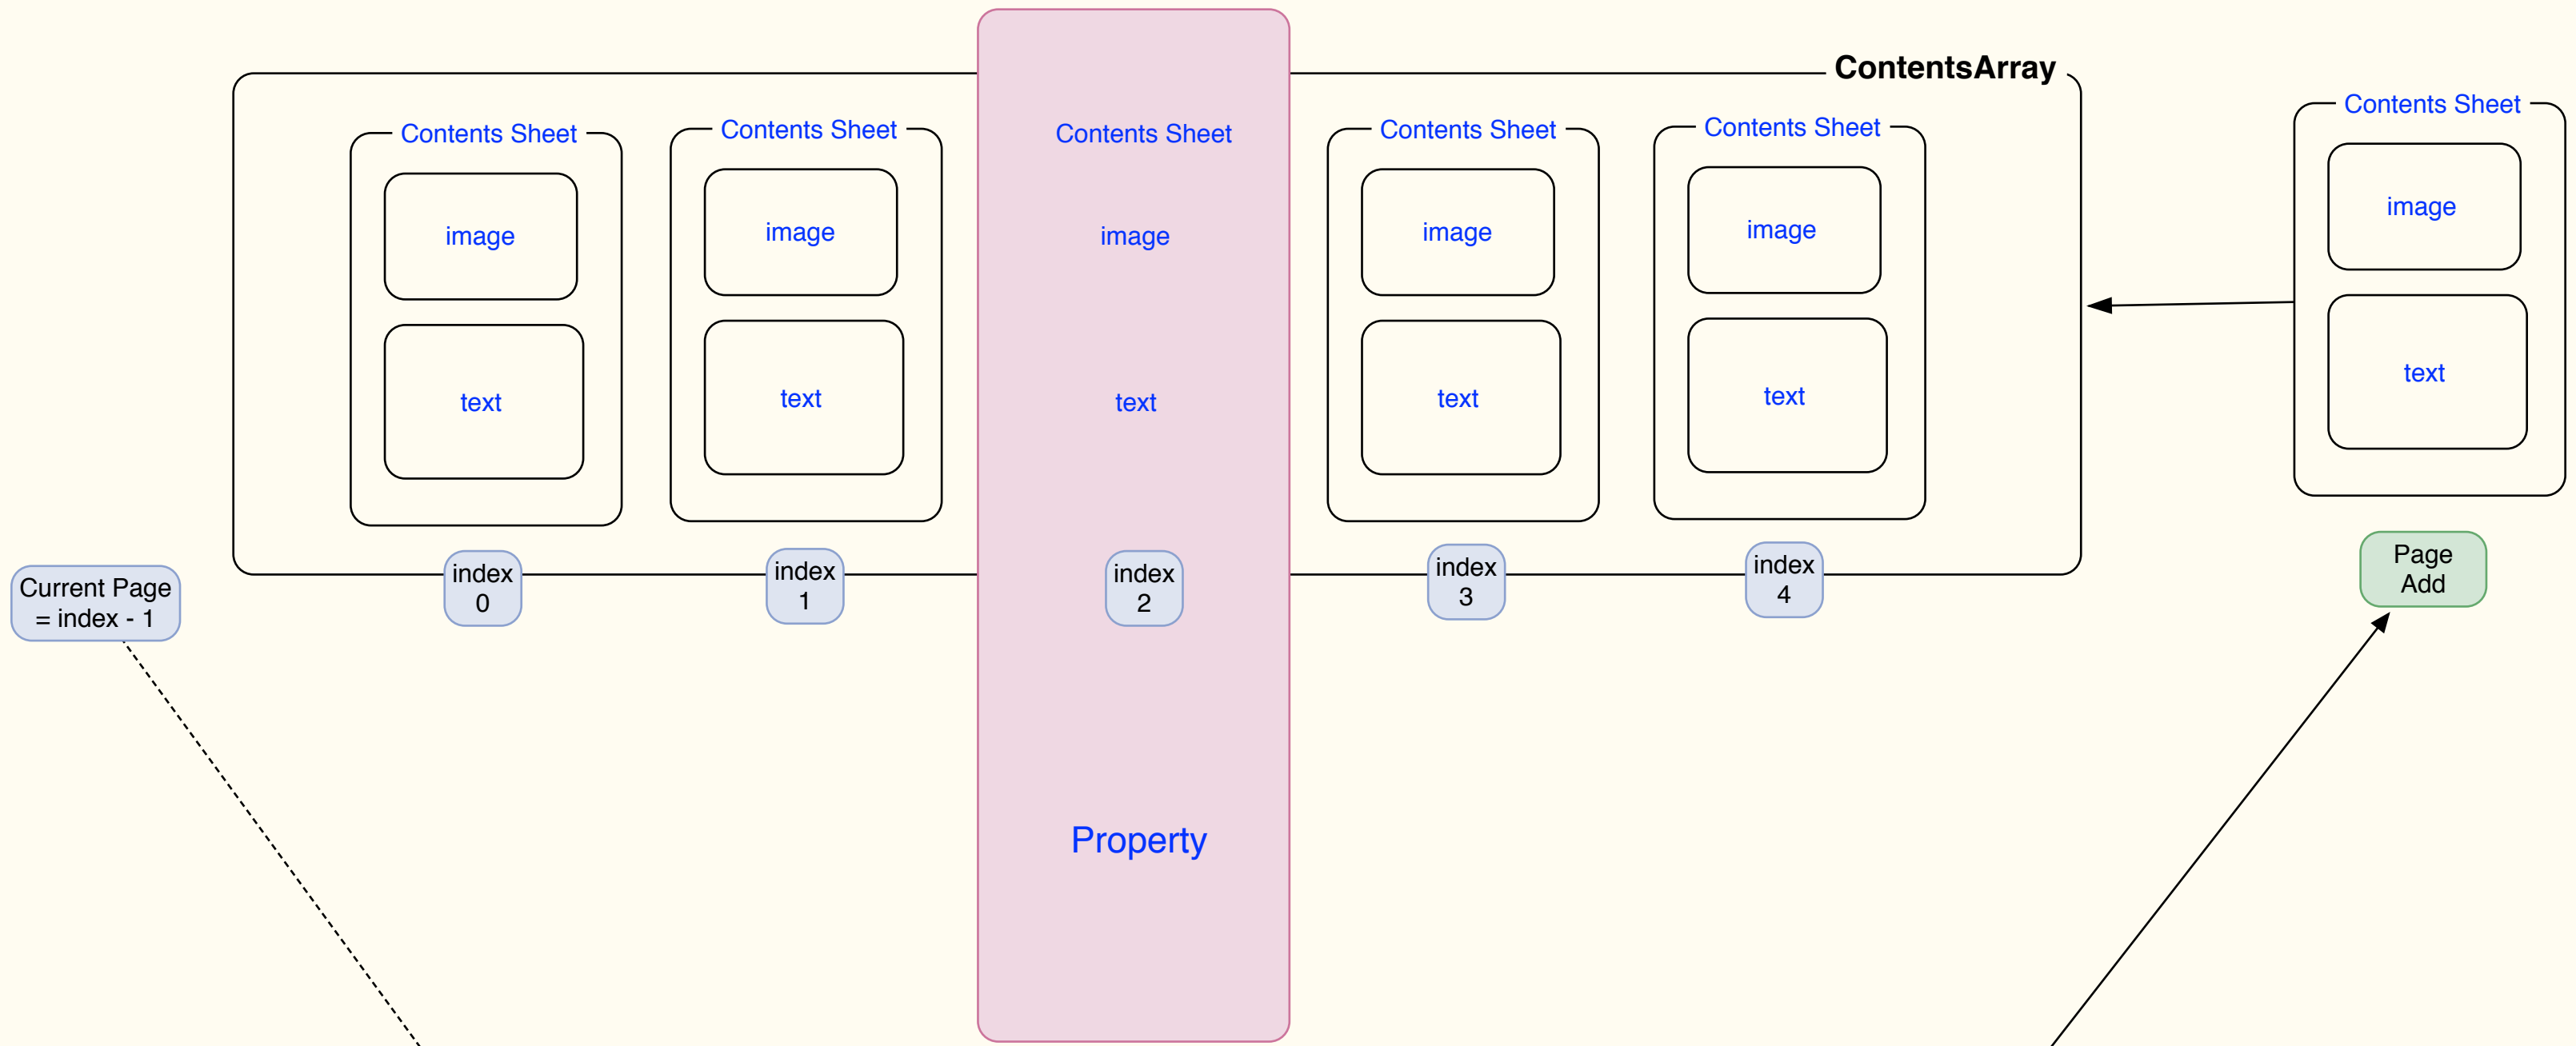 ContentsArray
Contents Sheet
image
text
index
0
Contents Sheet
image
text
index
1
Contents Sheet
image
text
index
2
Property
Contents Sheet
image
text
index
3
Contents Sheet
image
text
index
4
Contents Sheet
image
text
Page
Add
Current Page
= index - 1